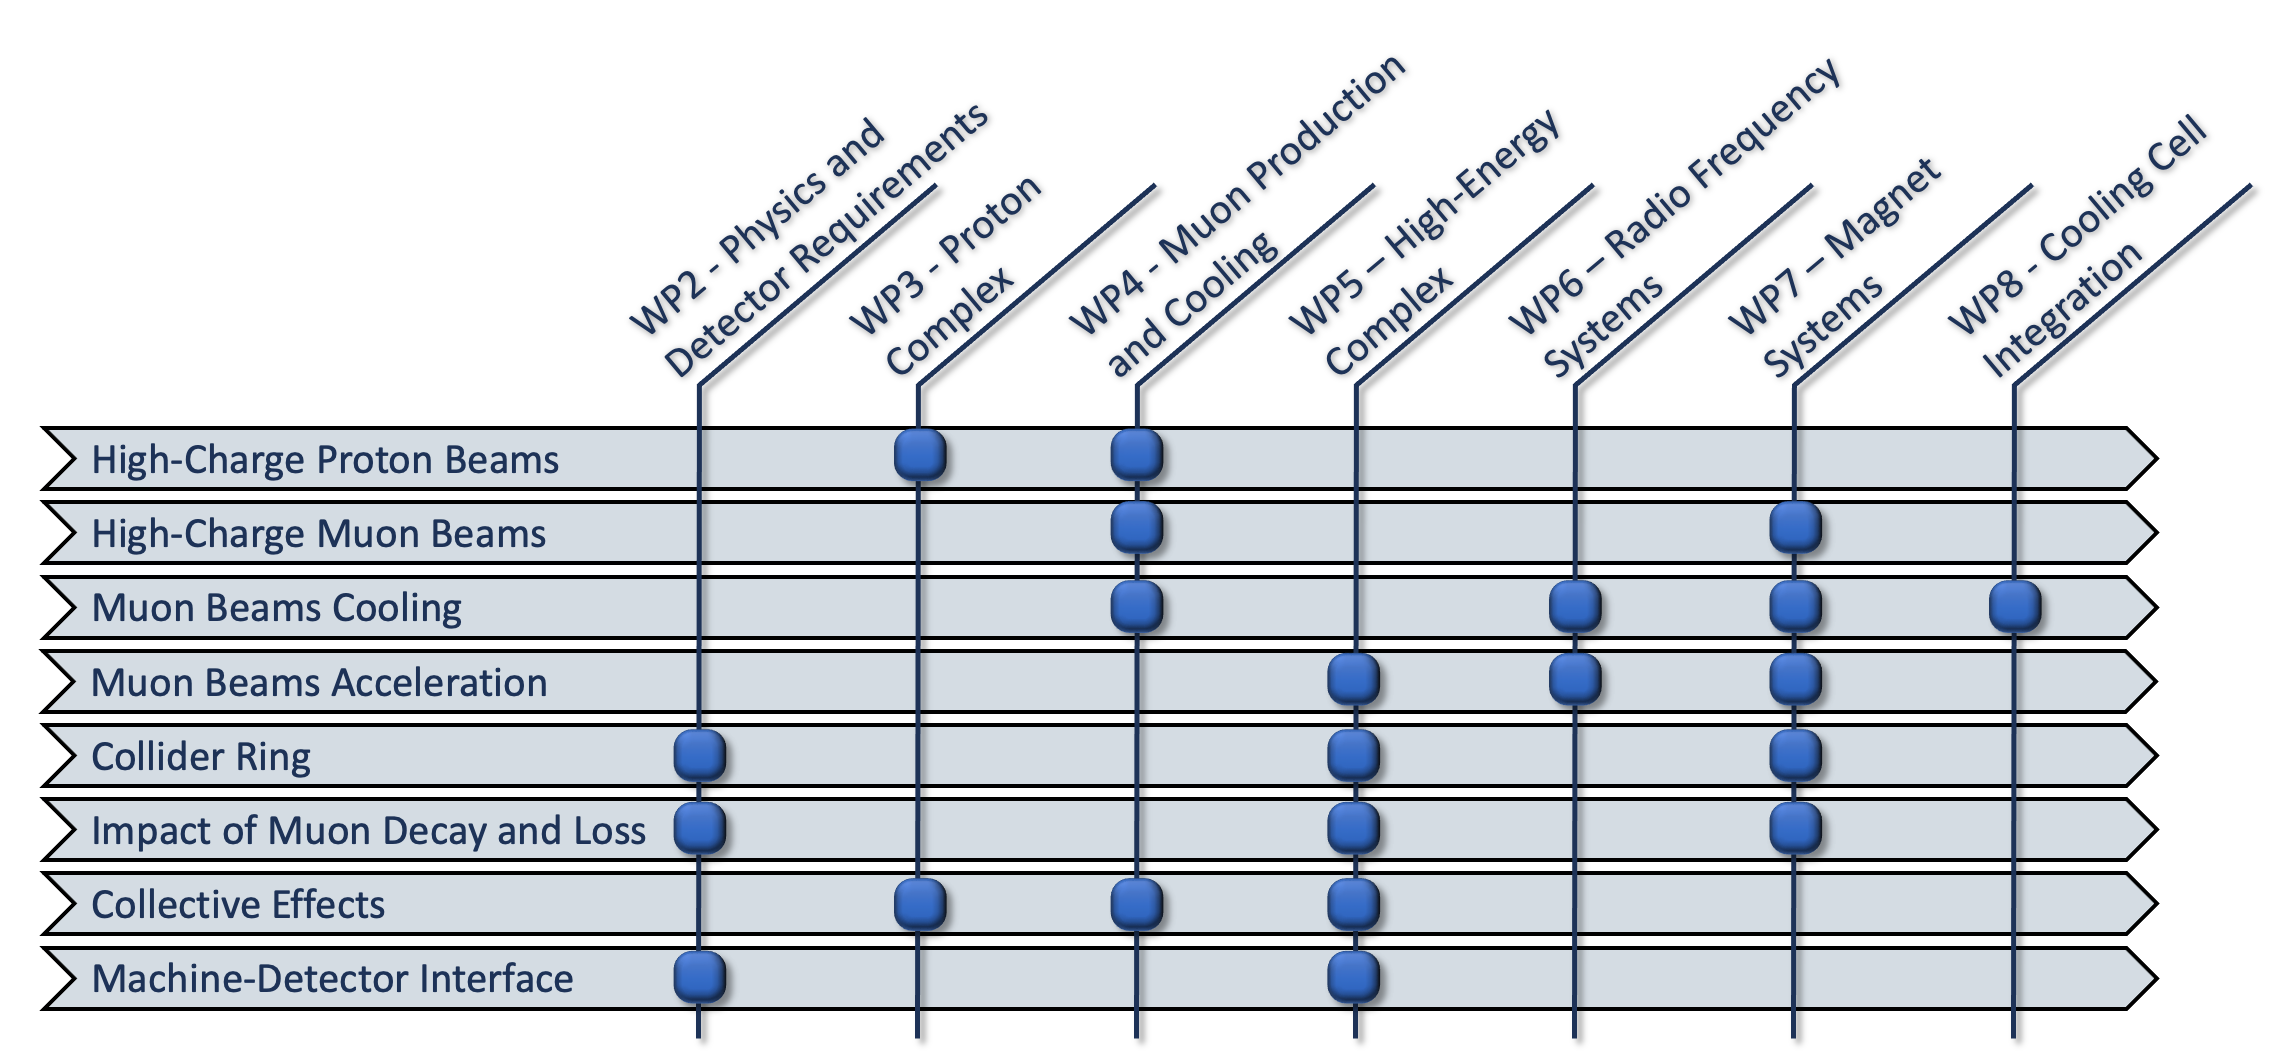 WP2 - Physics and
Detector Requirements
WP3 - Proton
Complex
WP4 - Muon Production
and Cooling
WP5 – High-Energy
Complex
WP6 – Radio Frequency
Systems
WP7 – Magnet
Systems
WP8 - Cooling Cell
Integration
High-Charge Proton Beams
High-Charge Muon Beams
Muon Beams Cooling
Muon Beams Acceleration
Collider Ring
Impact of Muon Decay and Loss
Collective Effects
Machine-Detector Interface